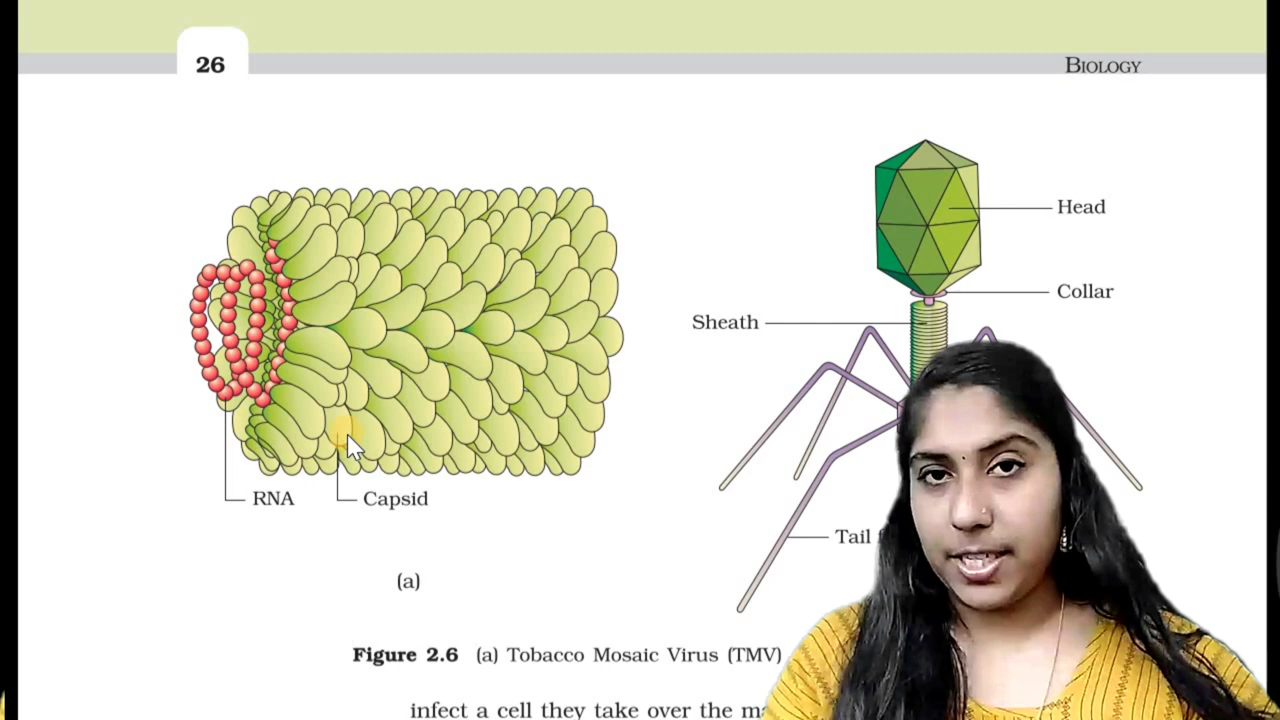 26
BIOLOGY
Head
Collar
Sheath
RNA
Capsid
Tail
(a)
Figure 2.6 (a) Tobacco Mosaic Virus (TMV)
infect a cell they take over the